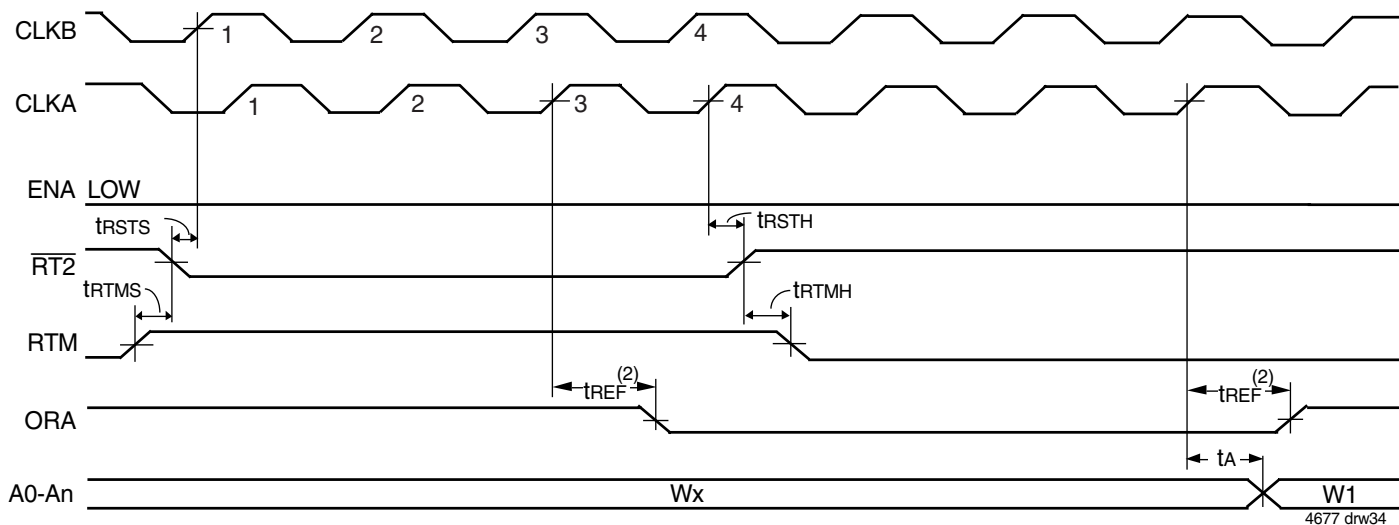 CLKB 1 2 3 4
CLKA 1 2 3 4
ENA LOW
tRSTS tRSTH
RT2
tRTMS tRTMH
RTM
tREF(2) tREF(2)
ORA
tA
A0-An Wx W1
4677 drw34